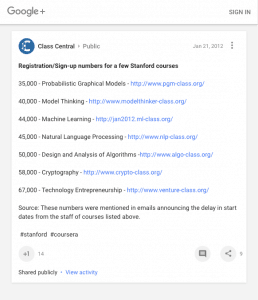 Google+ SIGN IN
Class Central ▸ Public Jan 21, 2012
Registration/Sign-up numbers for a few Stanford courses
35,000 - Probabilistic Graphical Models - http://www.pgm-class.org/
40,000 - Model Thinking - http://www.modelthinker-class.org/
44,000 - Machine Learning - http://jan2012.ml-class.org/
45,000 - Natural Language Processing - http://www.nlp-class.org/
50,000 - Design and Analysis of Algorithms -http://www.algo-class.org/
58,000 - Cryptography - http://www.crypto-class.org/
67,000 - Technology Entrepreneurship - http://www.venture-class.org/
Source: These numbers were mentioned in emails announcing the delay in start
dates from the staff of courses listed above.
#stanford #coursera
+1 14 9
Shared publicly • View activity